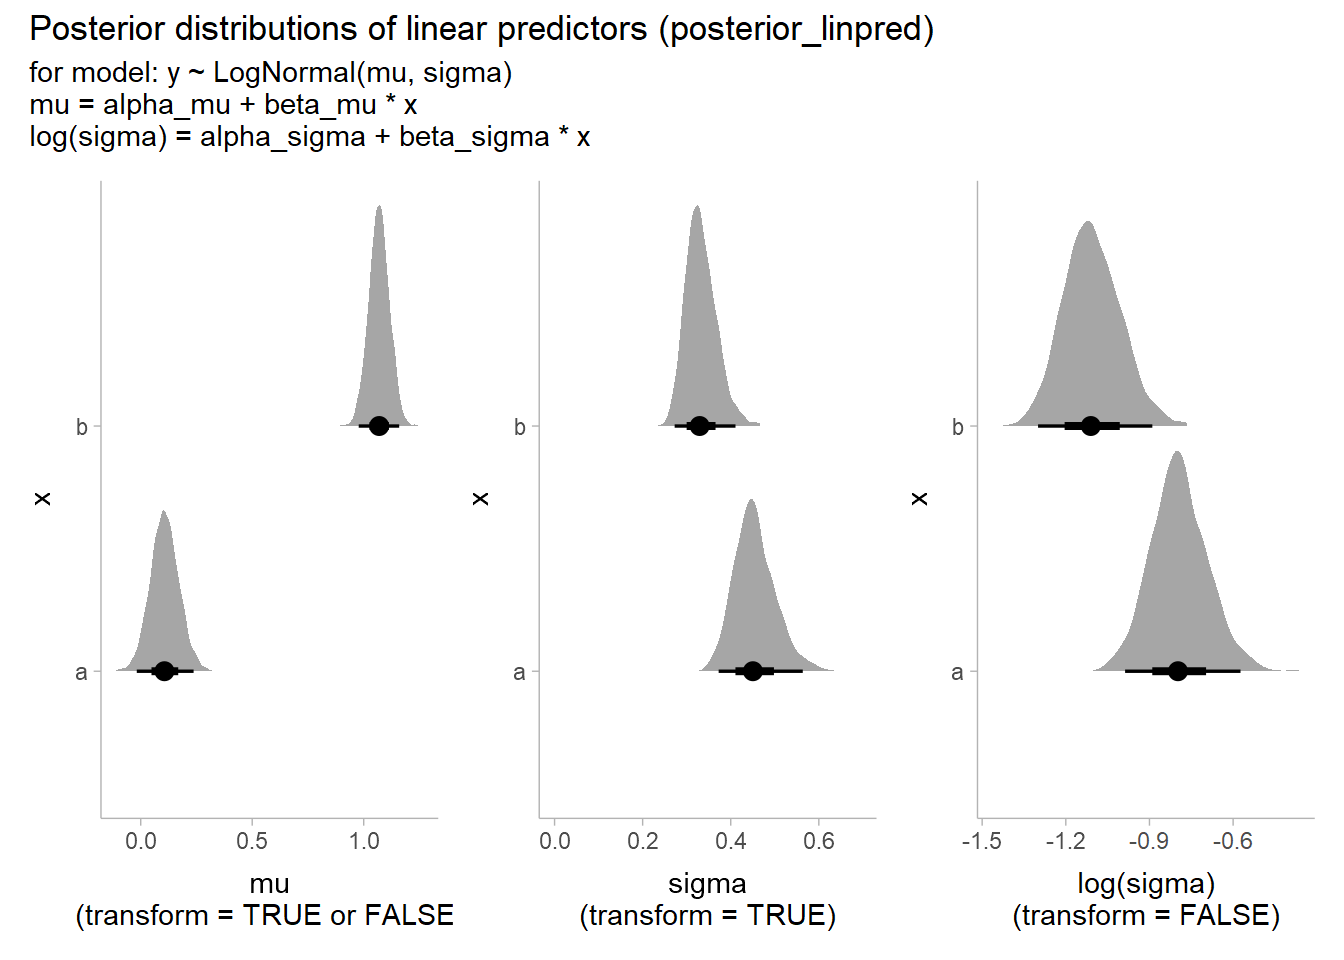 Posterior distributions of linear predictors (posterior_linpred)
for model: y ~ LogNormal(mu, sigma)
mu = alpha_mu + beta_mu * x
log(sigma) = alpha_sigma + beta_sigma * x
x
b
a
0.0 0.5 1.0
mu
(transform = TRUE or FALSE
x
b
a
0.0 0.2 0.4 0.6
sigma
(transform = TRUE)
x
b
a
-1.5 -1.2 -0.9 -0.6
log(sigma)
(transform = FALSE)